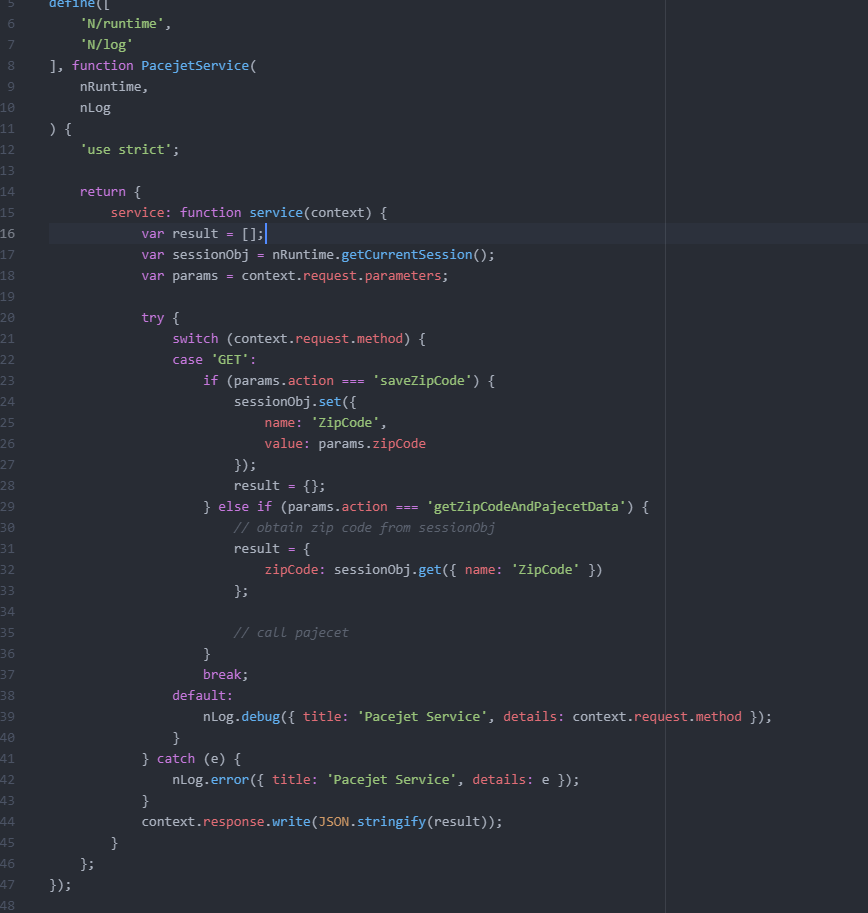 5 define([
6 'N/runtime',
7 'N/log'
8 ], function PacejetService(
9 nRuntime,
10 nLog
11 ) {
12 'use strict';
13
14 return {
15 service: function service(context) {
16 var result = [];
17 var sessionObj = nRuntime.getCurrentSession();
18 var params = context.request.parameters;
19
20 try {
21 switch (context.request.method) {
22 case 'GET':
23 if (params.action === 'saveZipCode') {
24 sessionObj.set({
25 name: 'ZipCode',
26 value: params.zipCode
27 });
28 result = {};
29 } else if (params.action === 'getZipCodeAndPajecetData') {
30 // obtain zip code from sessionObj
31 result = {
32 zipCode: sessionObj.get({ name: 'ZipCode' })
33 };
34
35 // call pajecet
36 }
37 break;
38 default:
39 nLog.debug({ title: 'Pacejet Service', details: context.request.method });
40 }
41 } catch (e) {
42 nLog.error({ title: 'Pacejet Service', details: e });
43 }
44 context.response.write(JSON.stringify(result));
45 }
46 };
47 });
48